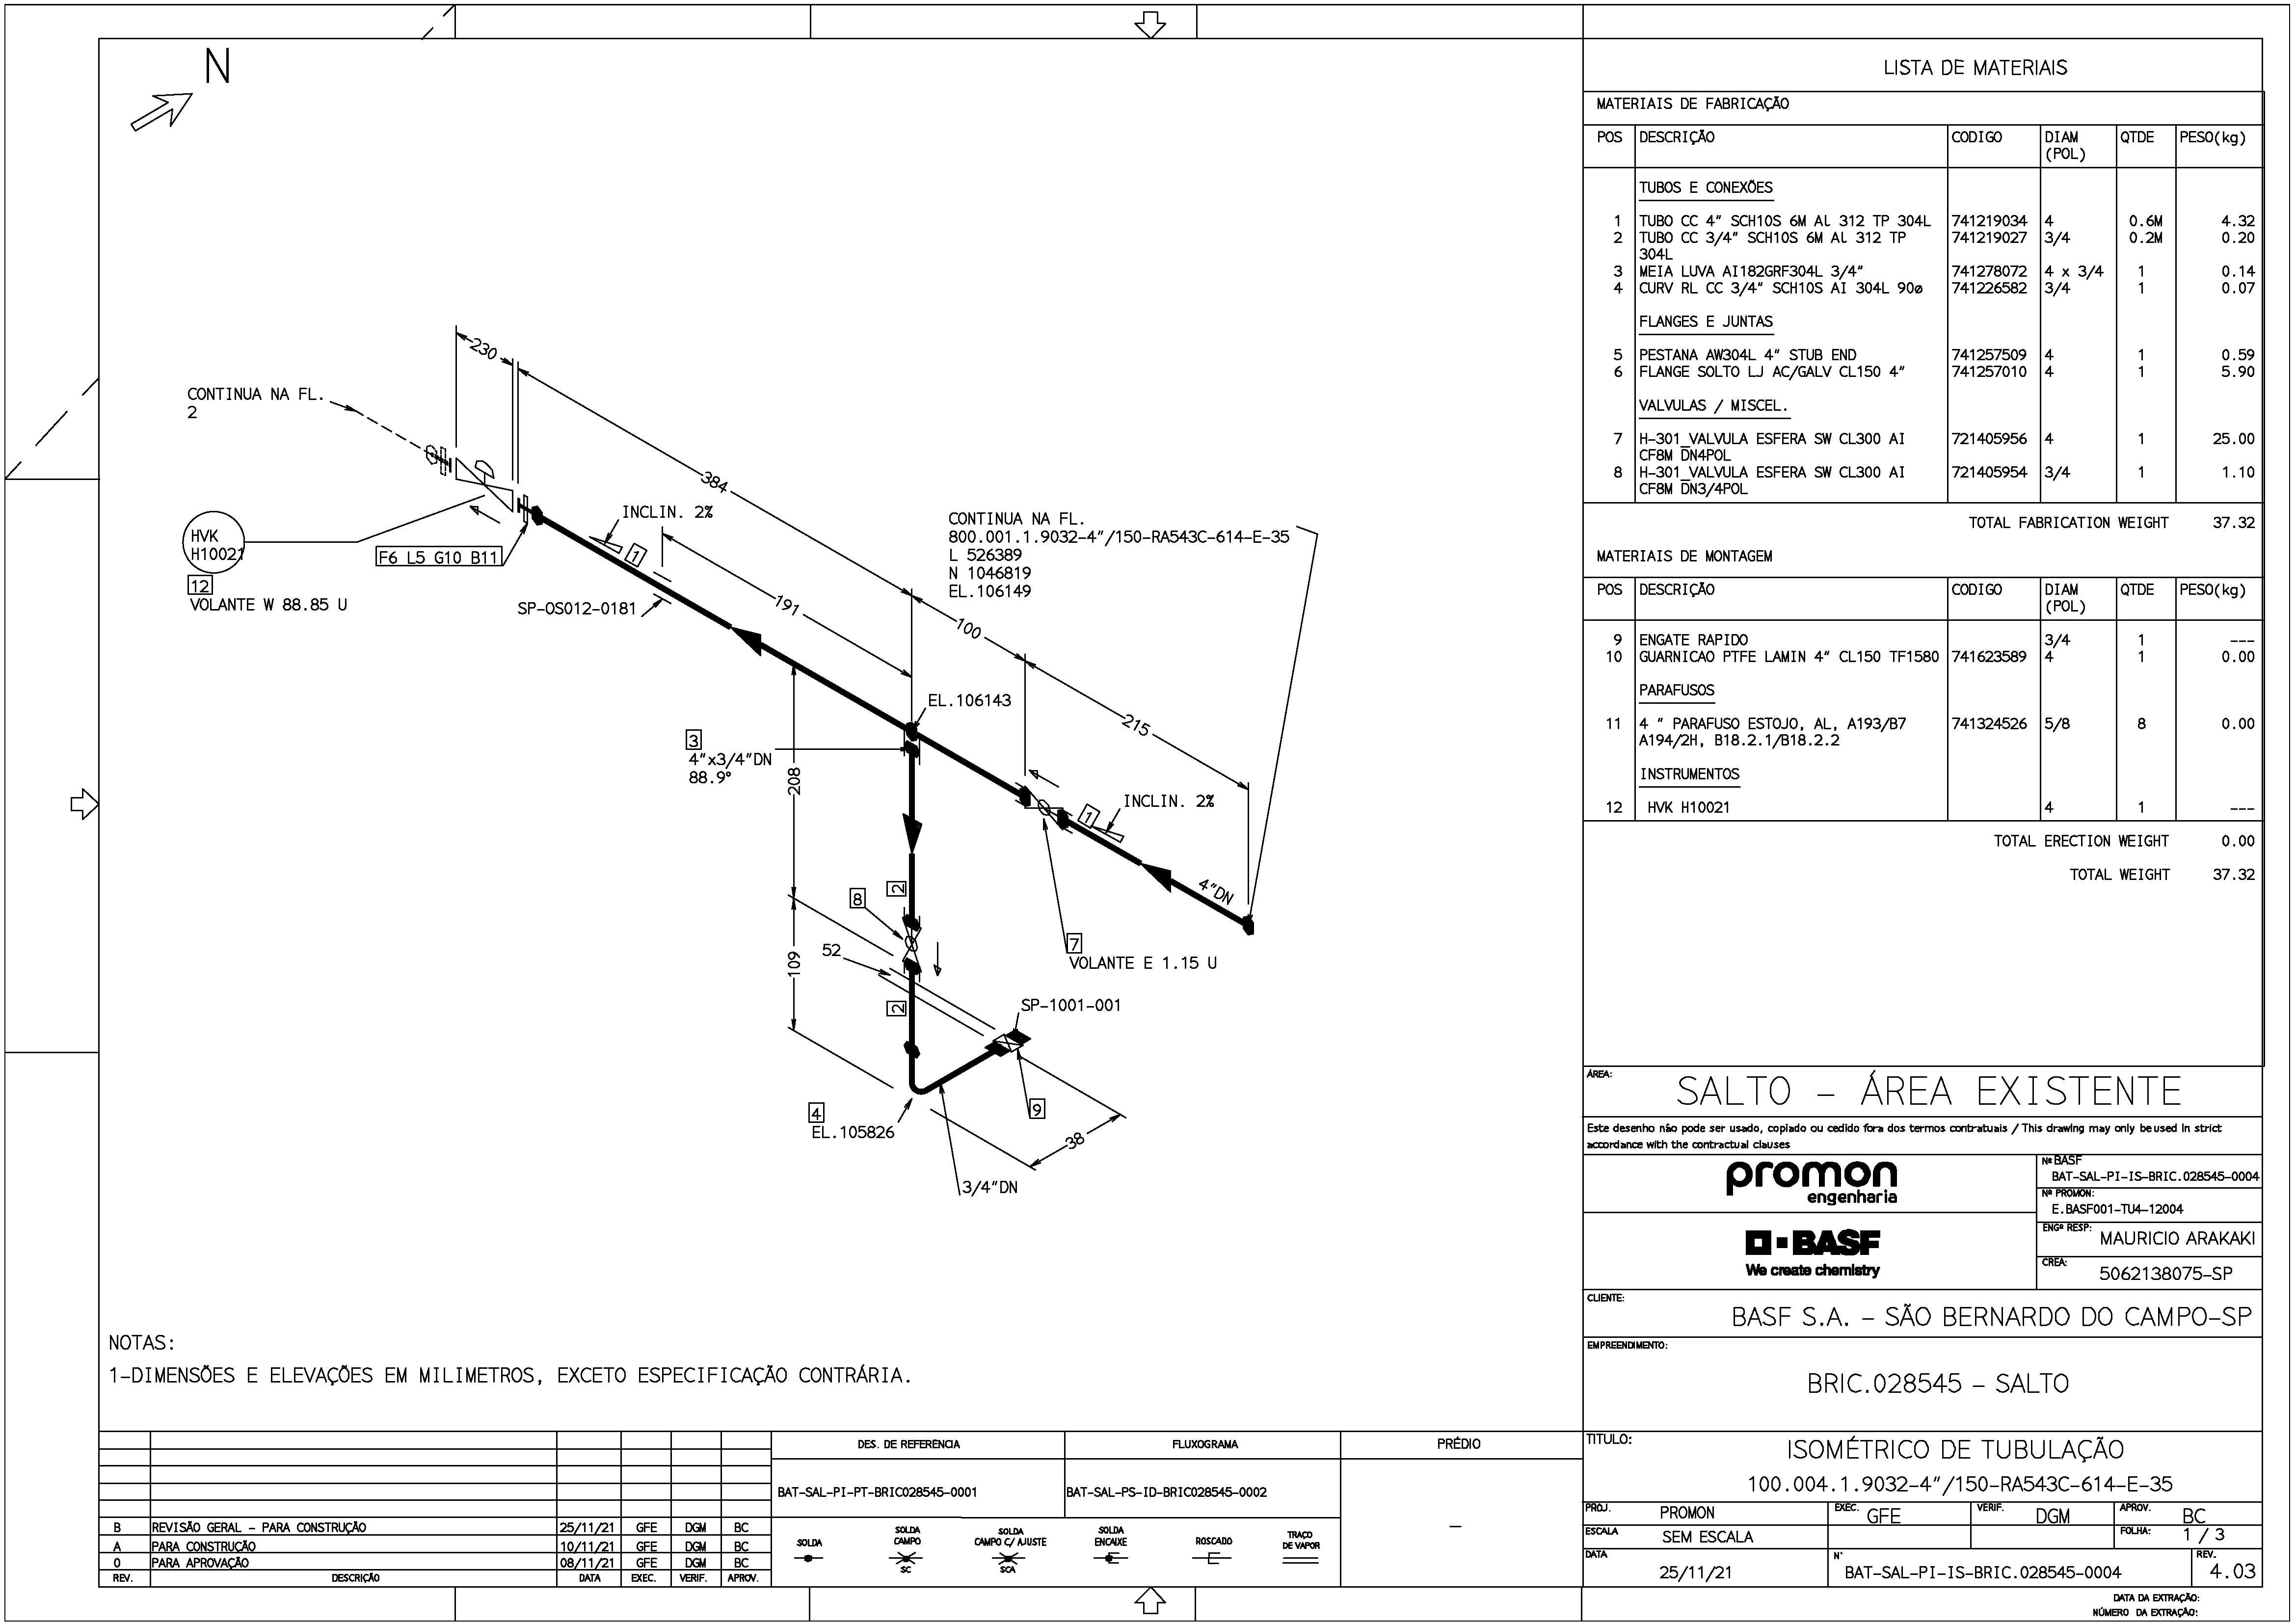 N
CONTINUA NA FL.
2
230
384
INCLIN. 2%
1
HVK
H10021
12
VOLANTE W 88.85 U
F6 L5 G10 B11
SP-OS012-0181
191
100
CONTINUA NA FL.
800.001.1.9032-4"/150-RA543C-614-E-35
L 526389
N 1046819
EL.106149
EL.106143
215
3
4"x3/4"DN
88.9°
208
INCLIN. 2%
1
4"DN
2
8
7
VOLANTE E 1.15 U
52
109
2
SP-1001-001
4
EL.105826
9
38
3/4"DN
NOTAS:
1-DIMENSÕES E ELEVAÇÕES EM MILIMETROS, EXCETO ESPECIFICAÇÃO CONTRÁRIA.
LISTA DE MATERIAIS
MATERIAIS DE FABRICAÇÃO
POS DESCRIÇÃO CODIGO DIAM (POL) QTDE PESO(kg)
TUBOS E CONEXÕES
1 TUBO CC 4" SCH10S 6M AL 312 TP 304L 741219034 4 0.6M 4.32
2 TUBO CC 3/4" SCH10S 6M AL 312 TP 741219027 3/4 0.2M 0.20
304L
3 MEIA LUVA AI182GRF304L 3/4" 741278072 4 x 3/4 1 0.14
4 CURV RL CC 3/4" SCH10S AI 304L 90ø 741226582 3/4 1 0.07
FLANGES E JUNTAS
5 PESTANA AW304L 4" STUB END 741257509 4 1 0.59
6 FLANGE SOLTO LJ AC/GALV CL150 4" 741257010 4 1 5.90
VALVULAS / MISCEL.
7 H-301_VALVULA ESFERA SW CL300 AI 721405956 4 1 25.00
CF8M DN4POL
8 H-301_VALVULA ESFERA SW CL300 AI 721405954 3/4 1 1.10
CF8M DN3/4POL
TOTAL FABRICATION WEIGHT 37.32
MATERIAIS DE MONTAGEM
POS DESCRIÇÃO CODIGO DIAM (POL) QTDE PESO(kg)
9 ENGATE RAPIDO 3/4 1 ---
10 GUARNICAO PTFE LAMIN 4" CL150 TF1580 741623589 4 1 0.00
PARAFUSOS
11 4 " PARAFUSO ESTOJO, AL, A193/B7 741324526 5/8 8 0.00
A194/2H, B18.2.1/B18.2.2
INSTRUMENTOS
12 HVK H10021 4 1 ---
TOTAL ERECTION WEIGHT 0.00
TOTAL WEIGHT 37.32
ÁREA:
SALTO - ÁREA EXISTENTE
Este desenho não pode ser usado, copiado ou cedido fora dos termos contratuais / This drawing may only be used in strict
accordance with the contractual clauses
promon
engenharia
Nº BASF
BAT-SAL-PI-IS-BRIC.028545-0004
Nº PROMON:
E.BASF001-TU4-12004
BASF
We create chemistry
ENGº RESP:
MAURICIO ARAKAKI
CREA:
5062138075-SP
CLIENTE:
BASF S.A. - SÃO BERNARDO DO CAMPO-SP
EMPREENDIMENTO:
BRIC.028545 - SALTO
TITULO:
ISOMÉTRICO DE TUBULAÇÃO
100.004.1.9032-4"/150-RA543C-614-E-35
PROJ. PROMON EXEC. GFE VERIF. DGM APROV. BC
ESCALA SEM ESCALA FOLHA: 1 / 3
DATA 25/11/21 N° BAT-SAL-PI-IS-BRIC.028545-0004 REV. 4.03
DATA DA EXTRAÇÃO:
NÚMERO DA EXTRAÇÃO:
DES. DE REFERÊNCIA FLUXOGRAMA PRÉDIO
BAT-SAL-PI-PT-BRIC028545-0001 BAT-SAL-PS-ID-BRIC028545-0002 -
B REVISÃO GERAL - PARA CONSTRUÇÃO 25/11/21 GFE DGM BC
A PARA CONSTRUÇÃO 10/11/21 GFE DGM BC
0 PARA APROVAÇÃO 08/11/21 GFE DGM BC
REV. DESCRIÇÃO DATA EXEC. VERIF. APROV.
SOLDA
SOLDA CAMPO
SC
SOLDA CAMPO C/ AJUSTE
SCA
SOLDA ENCAIXE
ROSCADO
TRAÇO DE VAPOR